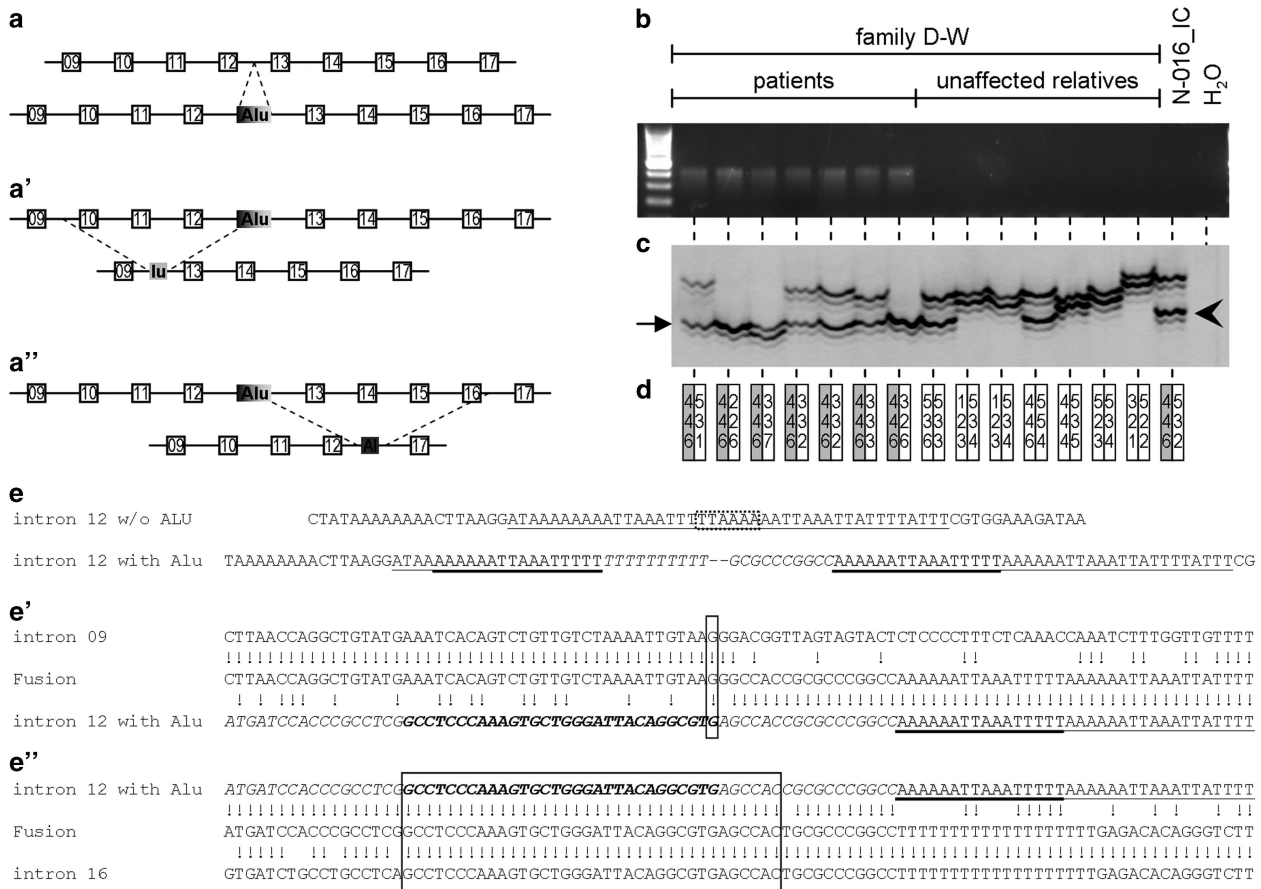 a
09 10 11 12 13 14 15 16 17
09 10 11 12 Alu 13 14 15 16 17
a’
09 10 11 12 Alu 13 14 15 16 17
09 lu 13 14 15 16 17
a’’
09 10 11 12 Alu 13 14 15 16 17
09 10 11 12 Al 17
b
family D-W
patients unaffected relatives
N-016_IC
H2O
c
d
e
intron 12 w/o ALU CTATAAAAAAAACTTAAGGATAAAAAAAATTAAATTTTTAAAAAATTAAATTATTTTATTTCGTGGAAAGATAA
intron 12 with Alu TAAAAAAAACTTAAGGATAAAAAAAATTAAATTTTTTTTTTTTTTT--GCGCCCGGCCAAAAAATTAAATTTTTAAAAAATTAAATTATTTTATTTCG
e’
intron 09 CTTAACCAGGCTGTATGAAATCACAGTCTGTTGTCTAAAATTGTAAGGGACGGTTAGTAGTACTCTCCCCTTTCTCAAACCAAATCTTTGGTTGTTTT
Fusion CTTAACCAGGCTGTATGAAATCACAGTCTGTTGTCTAAAATTGTAAGGGCCACCGCGCCCGGCCAAAAAATTAAATTTTTAAAAAATTAAATTATTTT
intron 12 with Alu ATGATCCACCCGCCTCGGCCTCCCAAAGTGCTGGGATTACAGGCGTGAGCCACCGCGCCCGGCCAAAAAATTAAATTTTTAAAAAATTAAATTATTTT
e’’
intron 12 with Alu ATGATCCACCCGCCTCGGCCTCCCAAAGTGCTGGGATTACAGGCGTGAGCCACCGCGCCCGGCCAAAAAATTAAATTTTTAAAAAATTAAATTATTTT
Fusion ATGATCCACCCGCCTCGGCCTCCCAAAGTGCTGGGATTACAGGCGTGAGCCACTGCGCCCGGCCTTTTTTTTTTTTTTTTTTTGAGACACAGGGTCTT
intron 16 GTGATCTGCCTGCCTCAGCCTCCCAAAGTGCTGGGATTACAGGCGTGAGCCACTGCGCCCGGCCTTTTTTTTTTTTTTTTTTTGAGACACAGGGTCTT